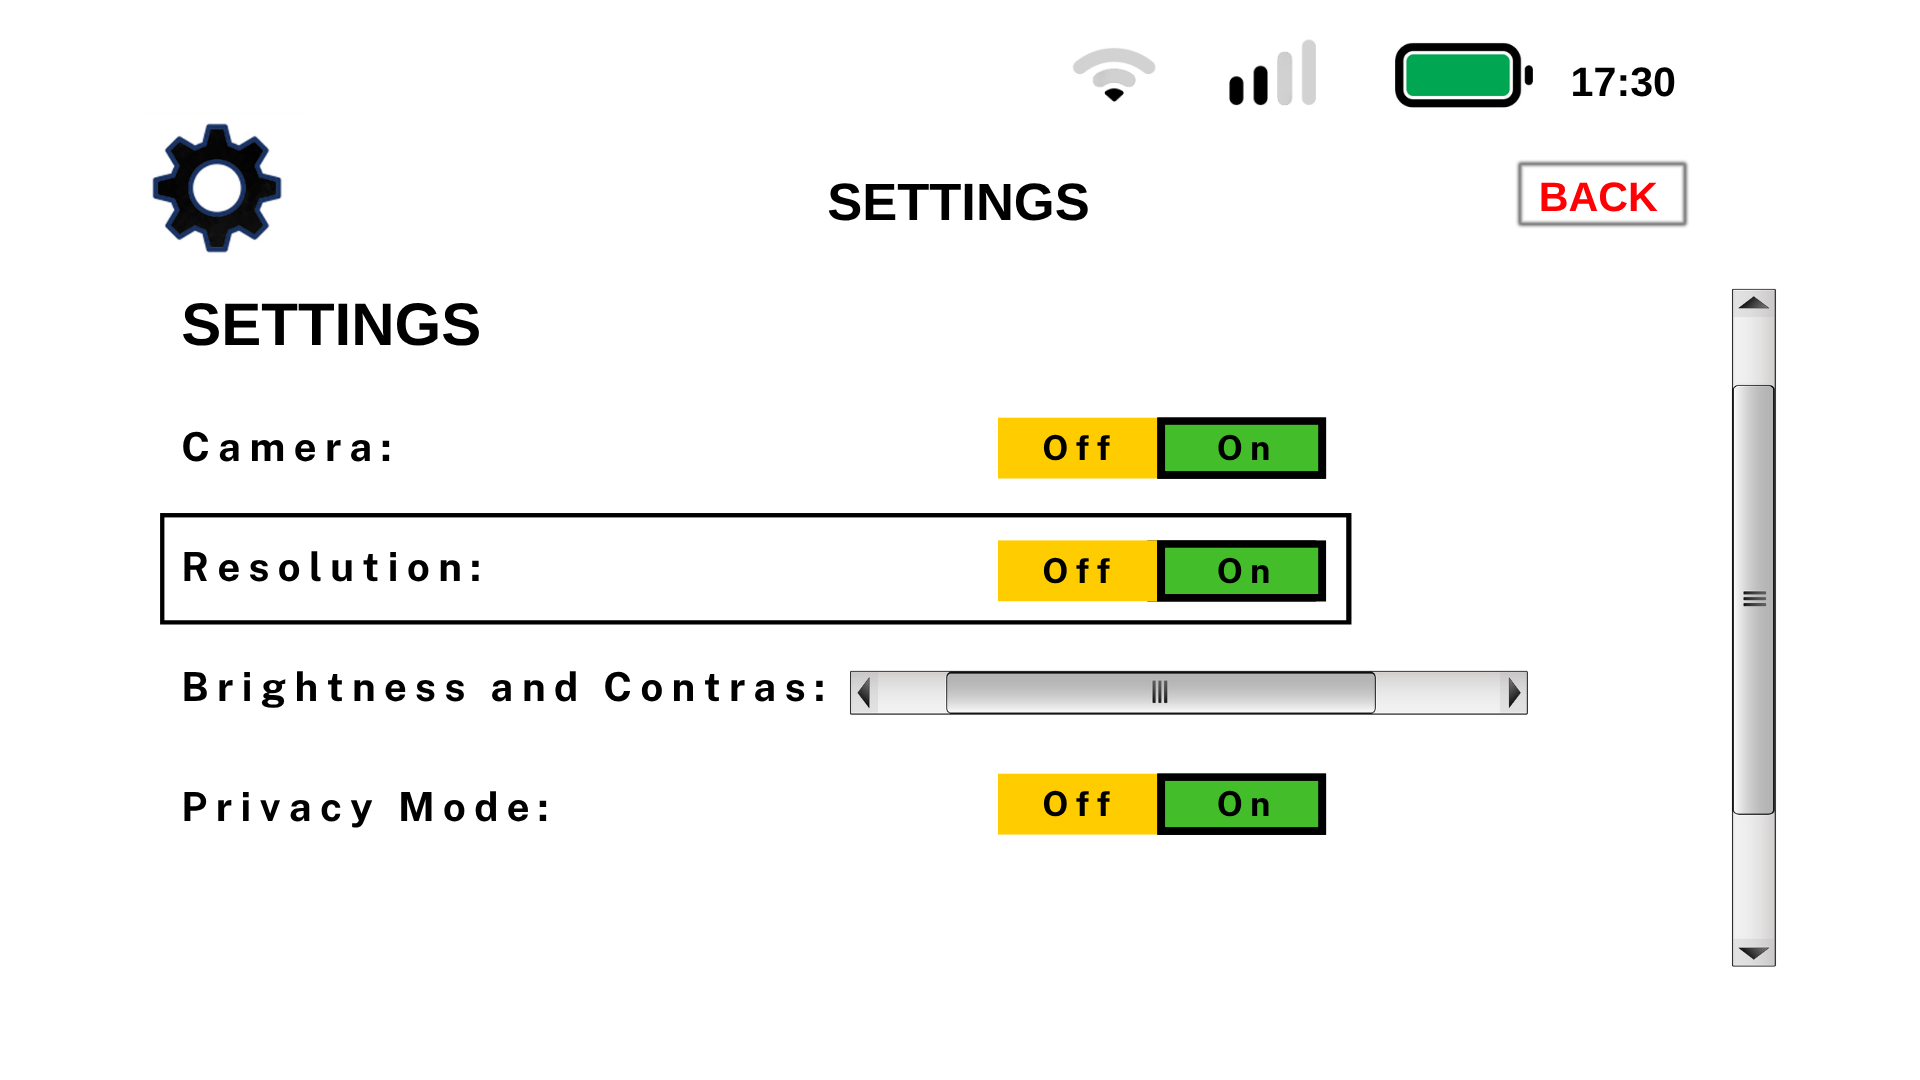 17:30
SETTINGS
BACK
SETTINGS
Camera: Off On
Resolution: Off On
Brightness and Contras:
Privacy Mode: Off On